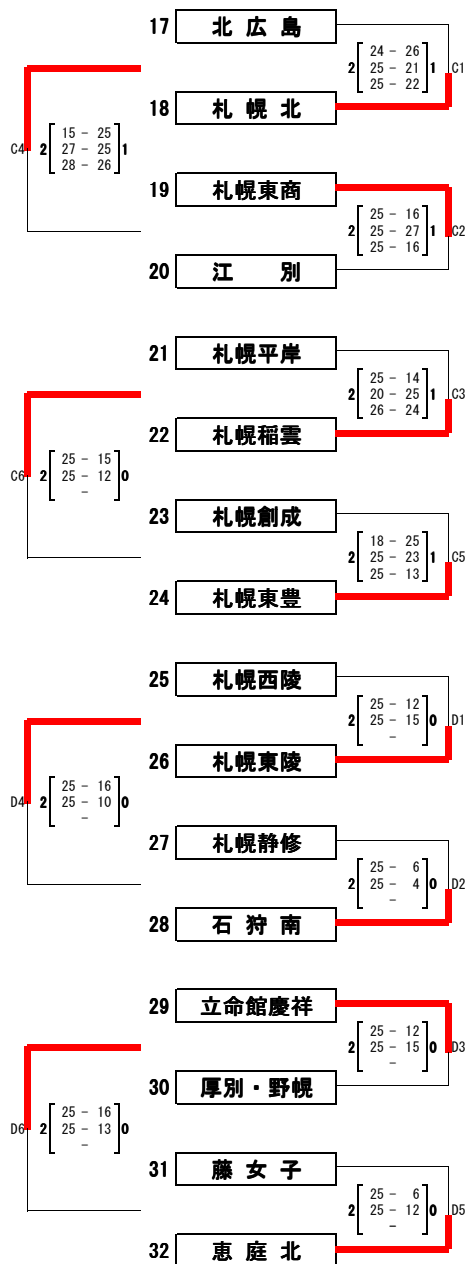 17 北 広 島
2 24 - 26 1
25 - 21
25 - 22
C1
18 札 幌 北
C4 2 15 - 25 1
27 - 25
28 - 26
19 札幌東商
2 25 - 16 1
25 - 27
25 - 16
C2
20 江 別
21 札幌平岸
2 25 - 14 1
20 - 25
26 - 24
C3
22 札幌稲雲
C6 2 25 - 15 0
25 - 12
-
23 札幌創成
2 18 - 25 1
25 - 23
25 - 13
C5
24 札幌東豊
25 札幌西陵
2 25 - 12 0
25 - 15
-
D1
26 札幌東陵
D4 2 25 - 16 0
25 - 10
-
27 札幌静修
2 25 - 6 0
25 - 4
-
D2
28 石 狩 南
29 立命館慶祥
2 25 - 12 0
25 - 15
-
D3
30 厚別・野幌
D6 2 25 - 16 0
25 - 13
-
31 藤 女 子
2 25 - 6 0
25 - 12
-
D5
32 恵 庭 北